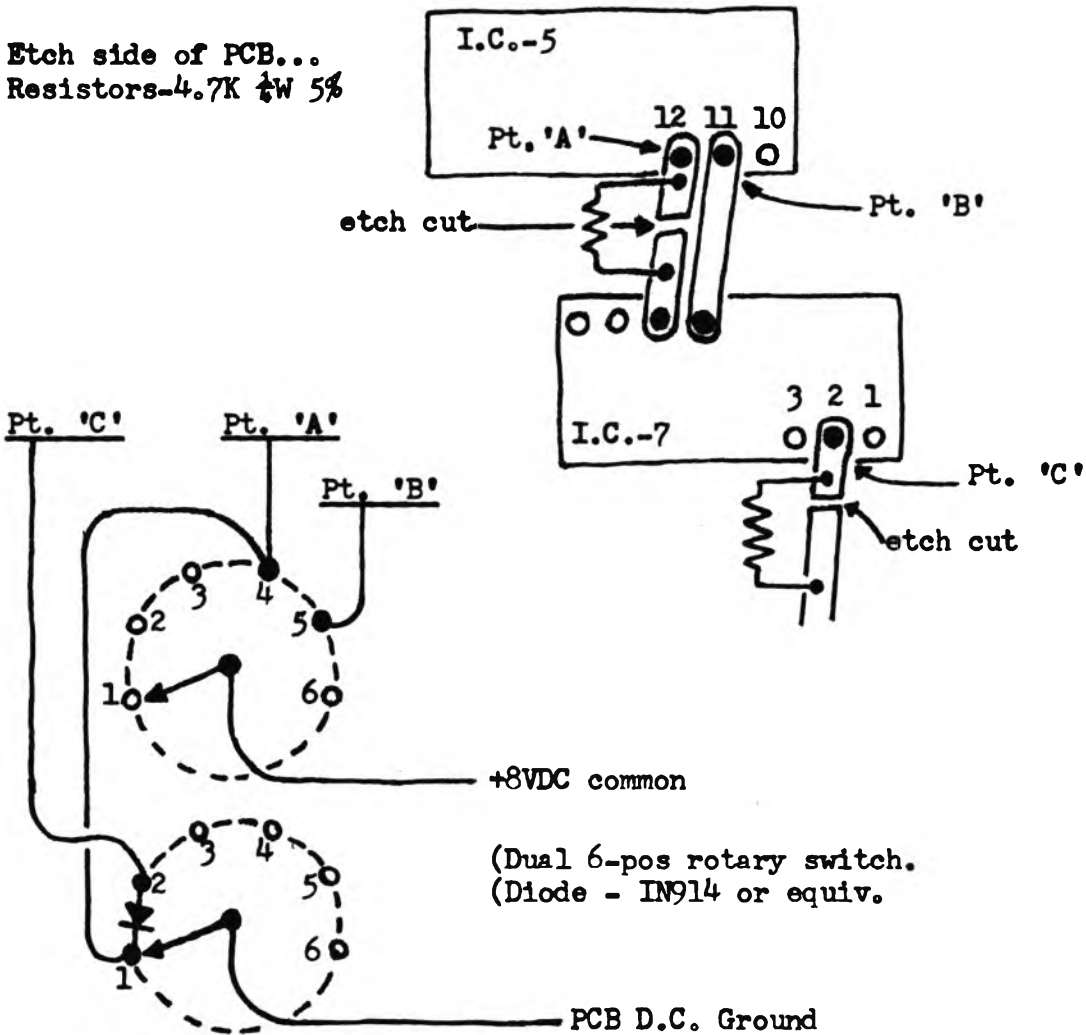 Etch side of PCB...
Resistors-4.7K ¼W 5%
I.C.-5
12 11 10
Pt. 'A'
Pt. 'B'
etch cut
3 2 1
I.C.-7
Pt. 'C'
etch cut
Pt. 'C'
Pt. 'A'
Pt. 'B'
1
2
3
4
5
6
+8VDC common
(Dual 6-pos rotary switch.
(Diode - IN914 or equiv.
1
2
3
4
5
6
PCB D.C. Ground